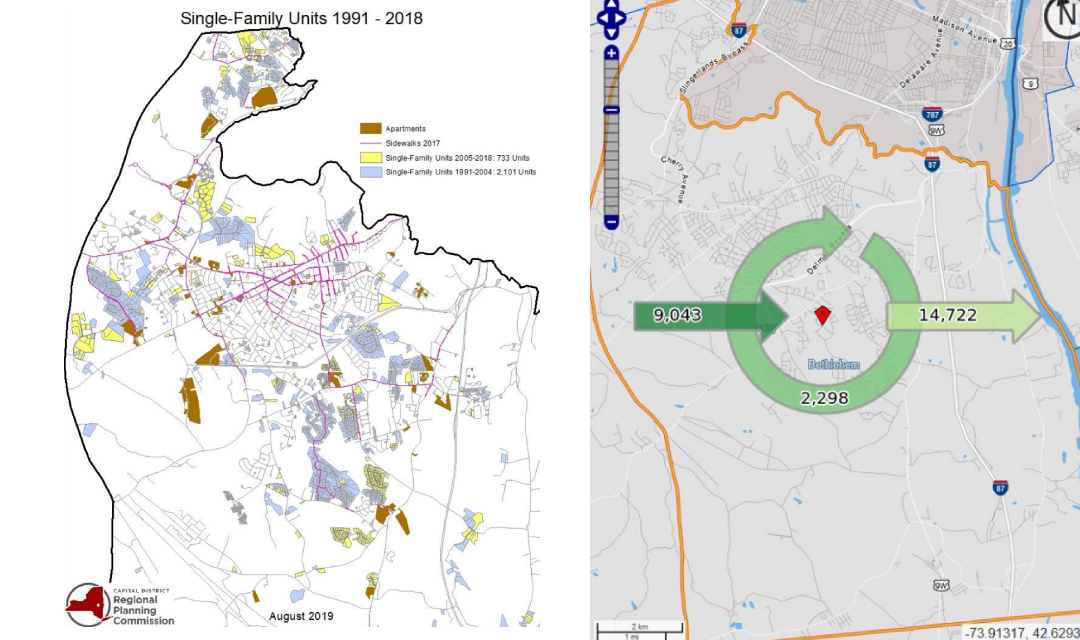 Single-Family Units 1991 - 2018
Apartments
Sidewalks 2017
Single-Family Units 2005-2018: 733 Units
Single-Family Units 1991-2004: 2,101 Units
CAPITAL DISTRICT
Regional
Planning
Commission
August 2019
87
Slingerlands Bypass
Madison Avenue
20
N
9
Delaware Avenue
787
9W
87
Cherry Avenue
9,043
14,722
Bethlehem
2,298
87
9W
2 km
1 mi
-73.91317, 42.6293